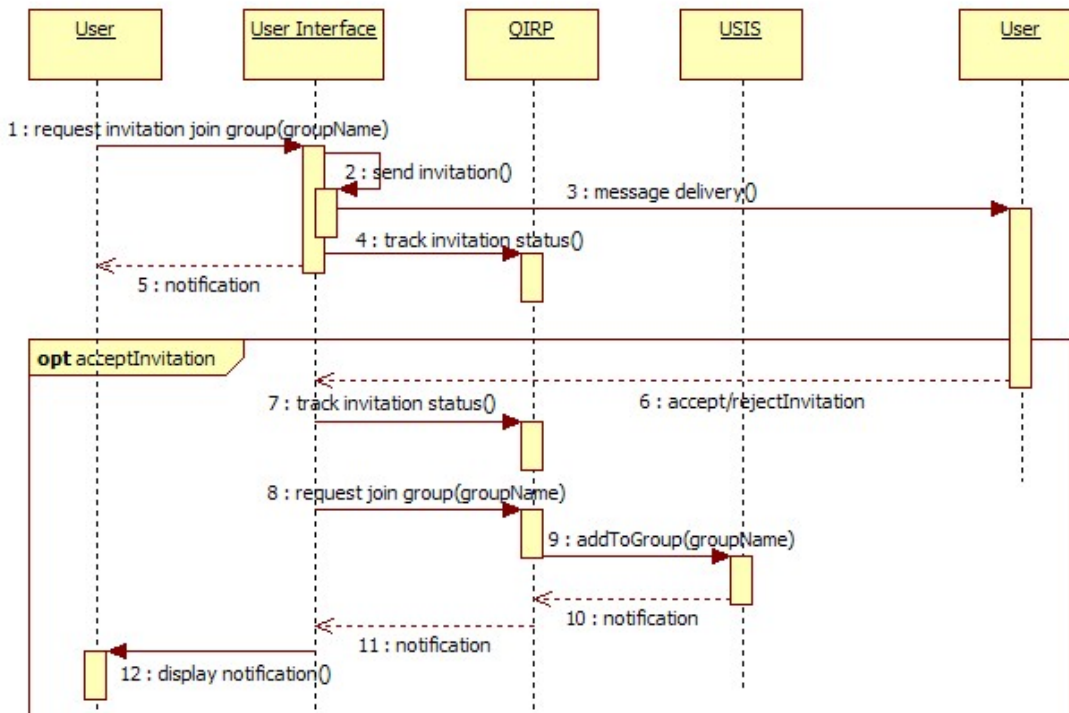 User
User Interface
QIRP
USIS
User
1 : request invitation join group(groupName)
2 : send invitation()
3 : message delivery()
4 : track invitation status()
5 : notification
opt acceptInvitation
6 : accept/rejectInvitation
7 : track invitation status()
8 : request join group(groupName)
9 : addToGroup(groupName)
10 : notification
11 : notification
12 : display notification()